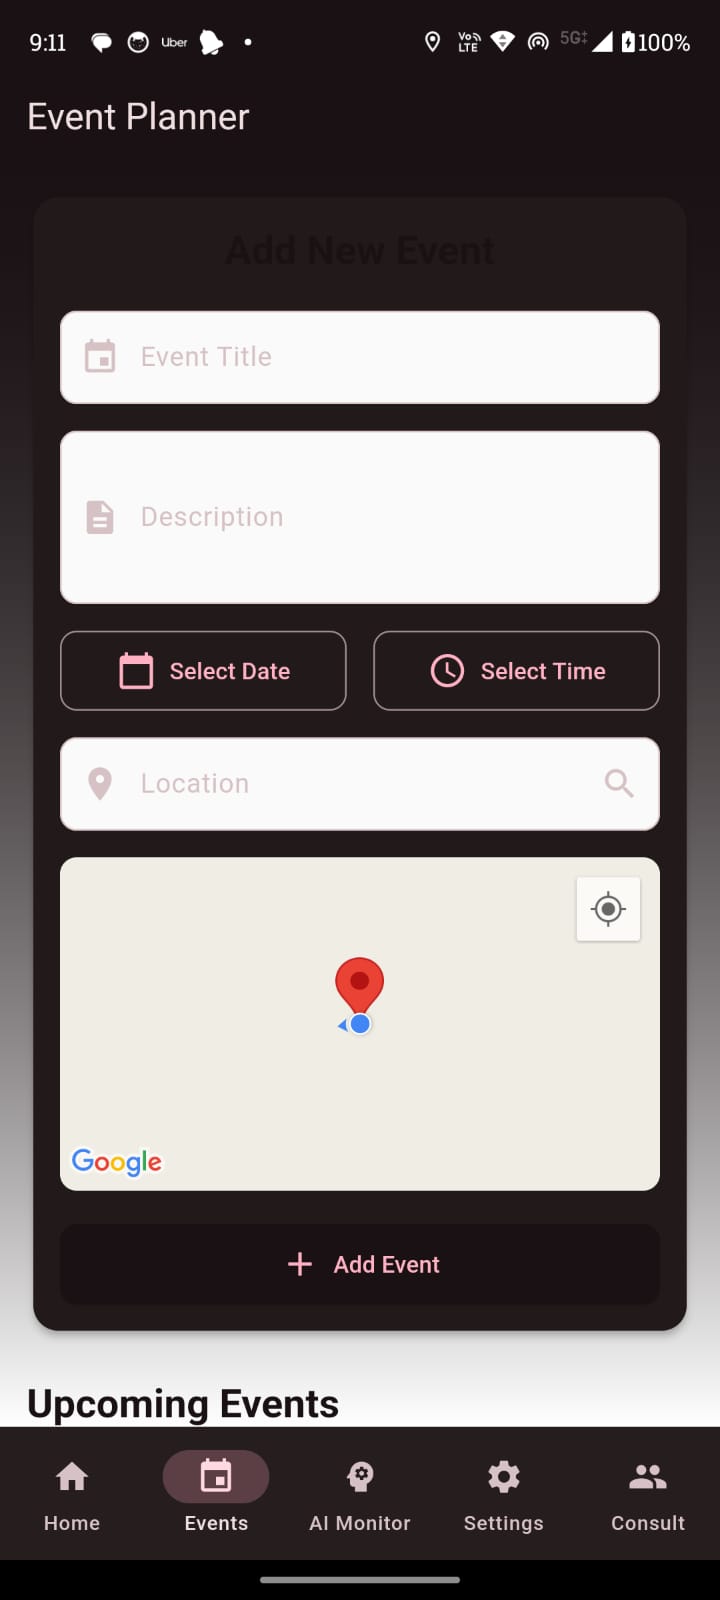 9:11 Uber Vo LTE 5G 100%
Event Planner
Add New Event
Event Title
Description
Select Date Select Time
Location
Google
Add Event
Upcoming Events
Home Events AI Monitor Settings Consult